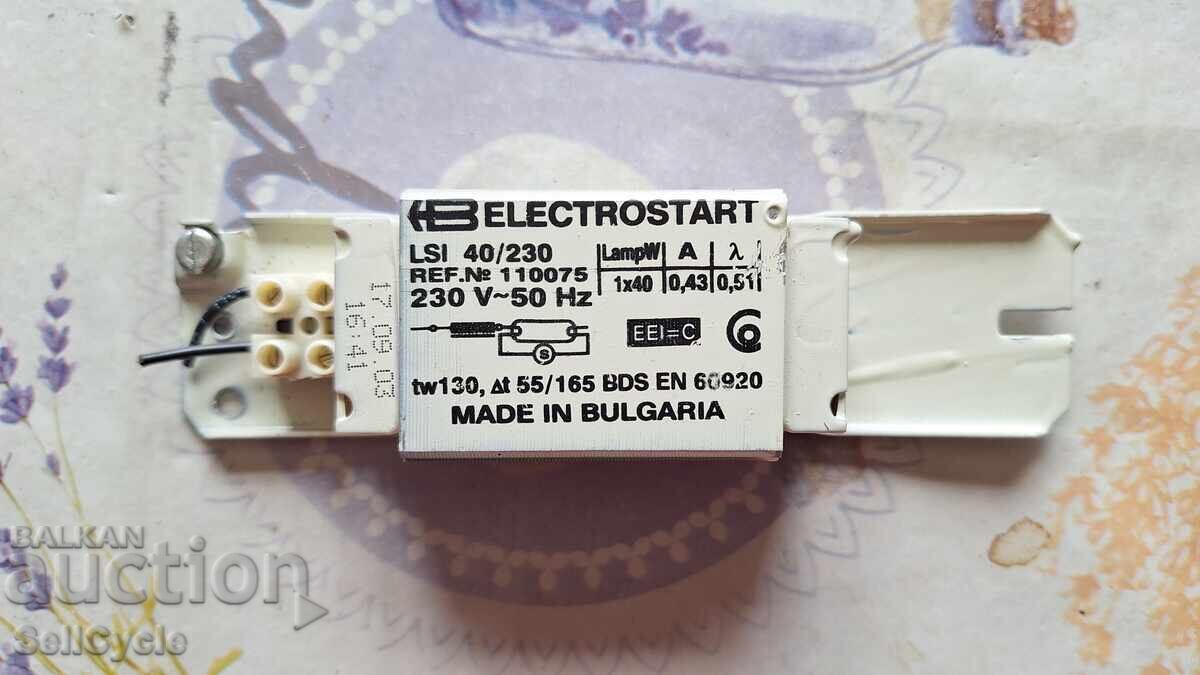 ELECTROSTART
LSI 40/230
REF.№ 110075
230 V~50 Hz
LampW A λ
1x40 0,43 0,51
S
EEI=C
tw130, Δt 55/165 BDS EN 60920
MADE IN BULGARIA
17.09.03
16:41
BALKAN
auction
SellCycle